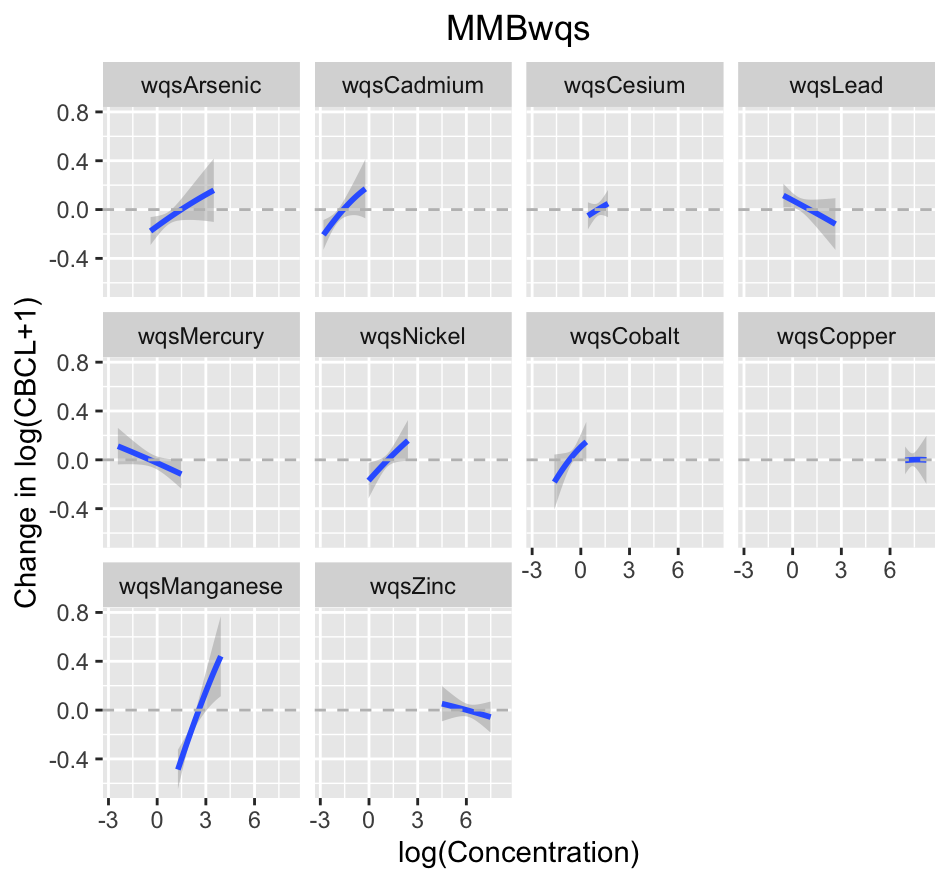 MMBwqs
wqsArsenic wqsCadmium wqsCesium wqsLead
0.8
0.4
0.0
-0.4
wqsMercury wqsNickel wqsCobalt wqsCopper
0.8
0.4
0.0
-0.4
-3 0 3 6 -3 0 3 6
wqsManganese wqsZinc
0.8
0.4
0.0
-0.4
-3 0 3 6 -3 0 3 6
log(Concentration)
Change in log(CBCL+1)